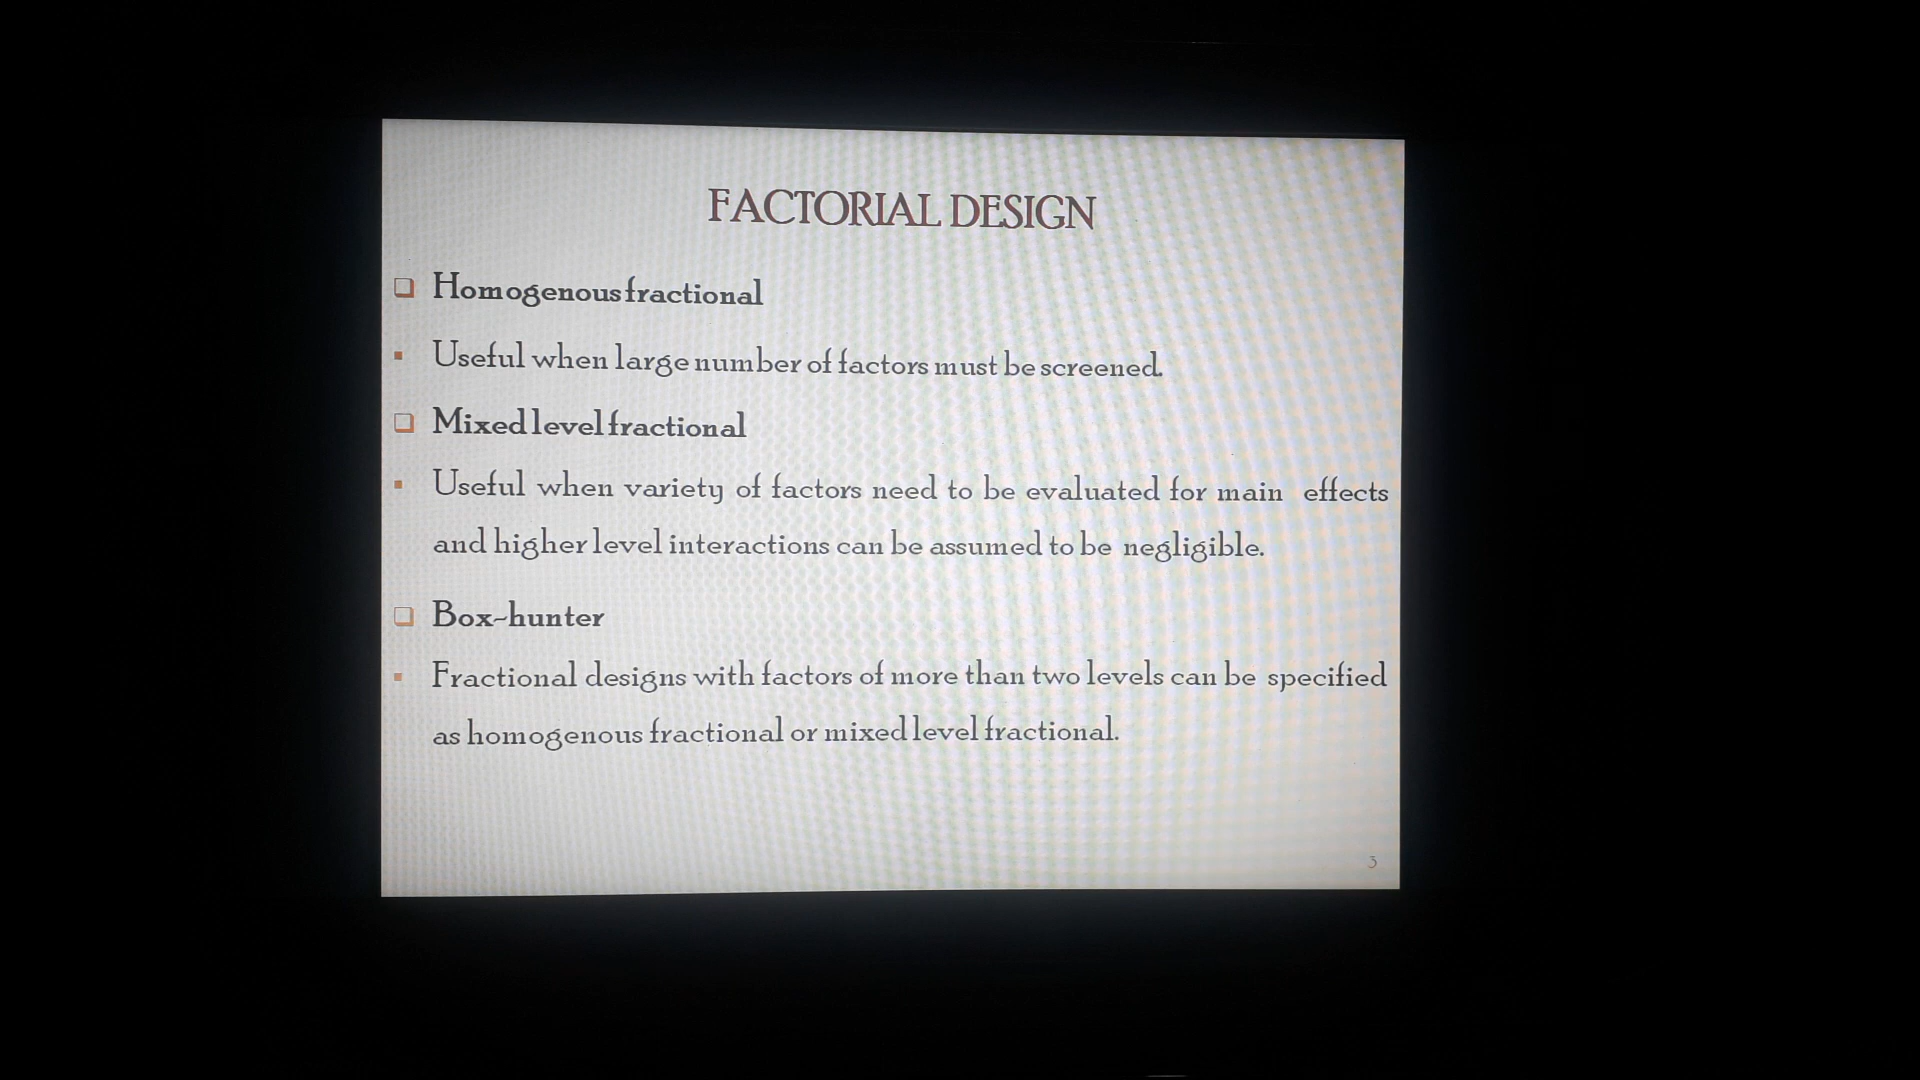 FACTORIAL DESIGN
Homogenous fractional
Useful when large number of factors must be screened.
Mixed level fractional
Useful when variety of factors need to be evaluated for main effects
and higher level interactions can be assumed to be negligible.
Box-hunter
Fractional designs with factors of more than two levels can be specified
as homogenous fractional or mixed level fractional.
3